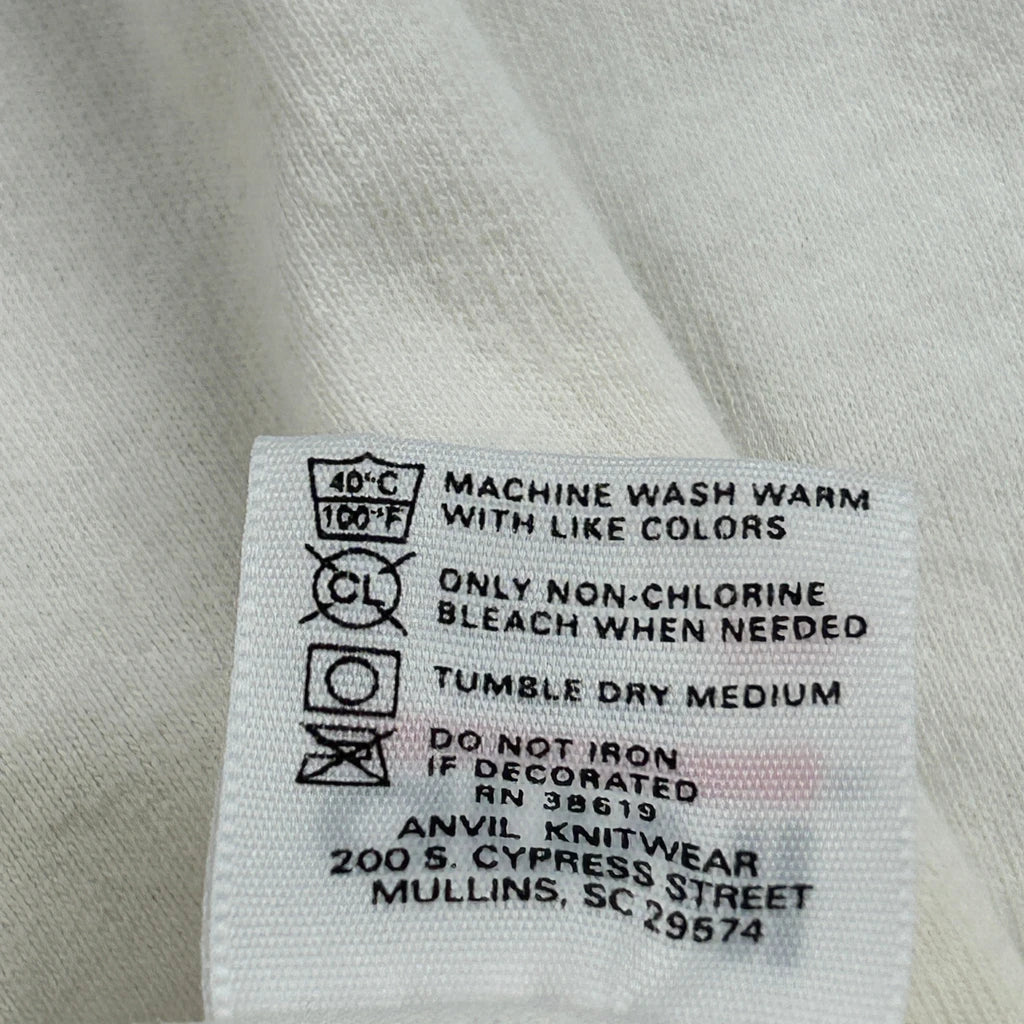 40°C
100°F
MACHINE WASH WARM
WITH LIKE COLORS
CL
ONLY NON-CHLORINE
BLEACH WHEN NEEDED
TUMBLE DRY MEDIUM
DO NOT IRON
IF DECORATED
RN 38619
ANVIL KNITWEAR
200 S. CYPRESS STREET
MULLINS, SC 29574